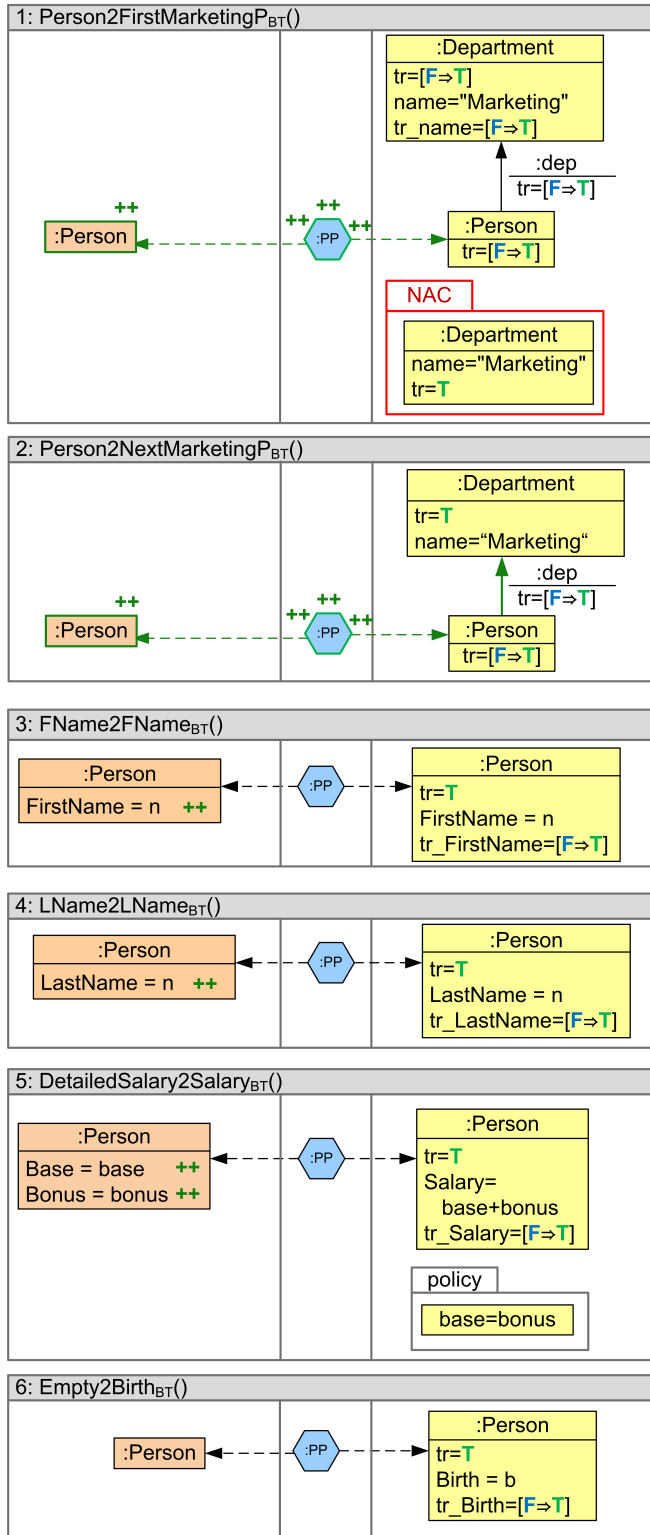 1: Person2FirstMarketingP_BT()
:Department
tr=[F⇒T]
name="Marketing"
tr_name=[F⇒T]
:dep
tr=[F⇒T]
++
++
++
++
:Person
:PP
:Person
tr=[F⇒T]
NAC
:Department
name="Marketing"
tr=T
2: Person2NextMarketingP_BT()
:Department
tr=T
name=“Marketing“
:dep
tr=[F⇒T]
++
++
++
++
:Person
:PP
:Person
tr=[F⇒T]
3: FName2FName_BT()
:Person
FirstName = n ++
:PP
:Person
tr=T
FirstName = n
tr_FirstName=[F⇒T]
4: LName2LName_BT()
:Person
LastName = n ++
:PP
:Person
tr=T
LastName = n
tr_LastName=[F⇒T]
5: DetailedSalary2Salary_BT()
:Person
Base = base ++
Bonus = bonus ++
:PP
:Person
tr=T
Salary=
base+bonus
tr_Salary=[F⇒T]
policy
base=bonus
6: Empty2Birth_BT()
:Person
:PP
:Person
tr=T
Birth = b
tr_Birth=[F⇒T]